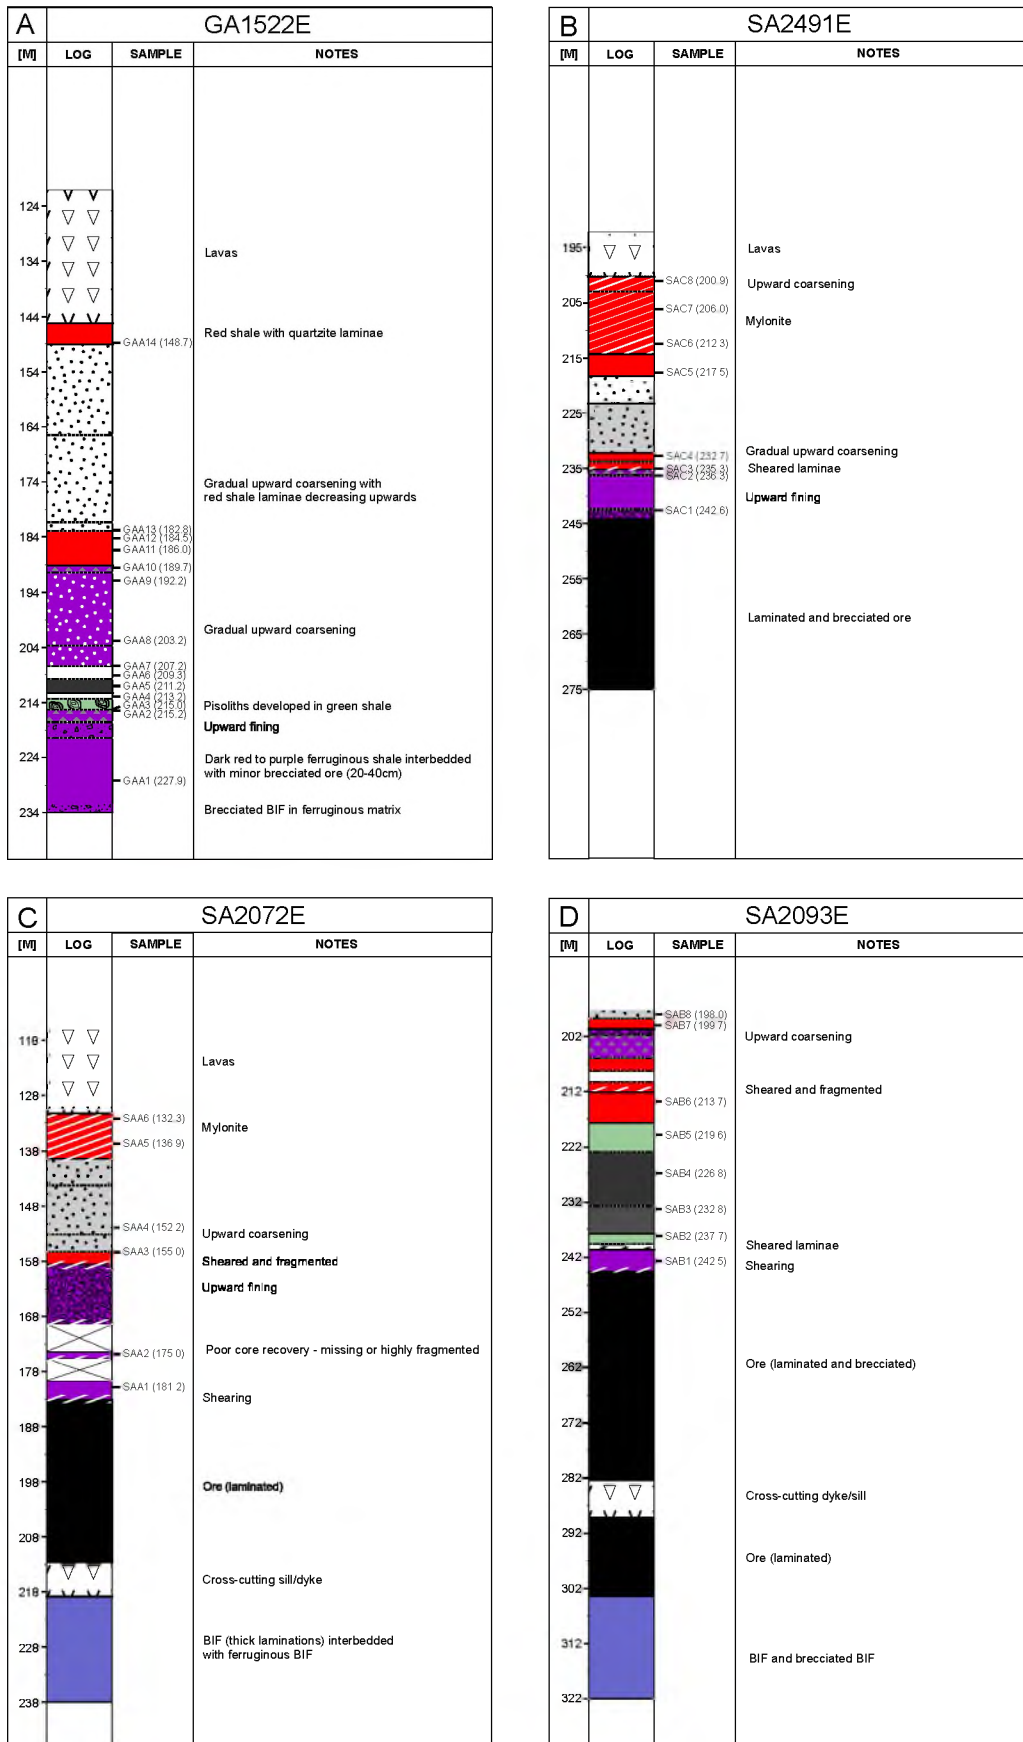 A GA1522E
[M] LOG SAMPLE NOTES
124
134 Lavas
144
Red shale with quartzite laminae
GAA14 (148.7)
154
164
174 Gradual upward coarsening with
red shale laminae decreasing upwards
GAA13 (182.8)
184 GAA12 (184.5)
GAA11 (186.0)
GAA10 (189.7)
194 GAA9 (192.2)
Gradual upward coarsening
204 GAA8 (203.2)
GAA7 (207.2)
GAA6 (209.3)
GAA5 (211.2)
GAA4 (213.2)
214 GAA3 (215.0) Pisoliths developed in green shale
GAA2 (215.2)
Upward fining
224 Dark red to purple ferruginous shale interbedded
with minor brecciated ore (20-40cm)
GAA1 (227.9)
234 Brecciated BIF in ferruginous matrix
B SA2491E
[M] LOG SAMPLE NOTES
195 Lavas
SAC8 (200.9) Upward coarsening
205 SAC7 (206.0)
Mylonite
SAC6 (212.3)
215
SAC5 (217.5)
225
SAC4 (232.7) Gradual upward coarsening
235 SAC3 (235.3) Sheared laminae
SAC2 (236.3)
Upward fining
SAC1 (242.6)
245
255
265 Laminated and brecciated ore
275
C SA2072E
[M] LOG SAMPLE NOTES
118
Lavas
128
SAA6 (132.3)
Mylonite
138 SAA5 (136.9)
148
SAA4 (152.2) Upward coarsening
SAA3 (155.0)
158 Sheared and fragmented
Upward fining
168
SAA2 (175.0) Poor core recovery - missing or highly fragmented
178
SAA1 (181.2) Shearing
188
198 Ore (laminated)
208
218 Cross-cutting sill/dyke
228 BIF (thick laminations) interbedded
with ferruginous BIF
238
D SA2093E
[M] LOG SAMPLE NOTES
SAB8 (198.0)
SAB7 (199.7)
202 Upward coarsening
212 Sheared and fragmented
SAB6 (213.7)
SAB5 (219.6)
222
SAB4 (226.8)
232 SAB3 (232.8)
SAB2 (237.7) Sheared laminae
242 SAB1 (242.5) Shearing
252
262 Ore (laminated and brecciated)
272
282
Cross-cutting dyke/sill
292
Ore (laminated)
302
312
BIF and brecciated BIF
322